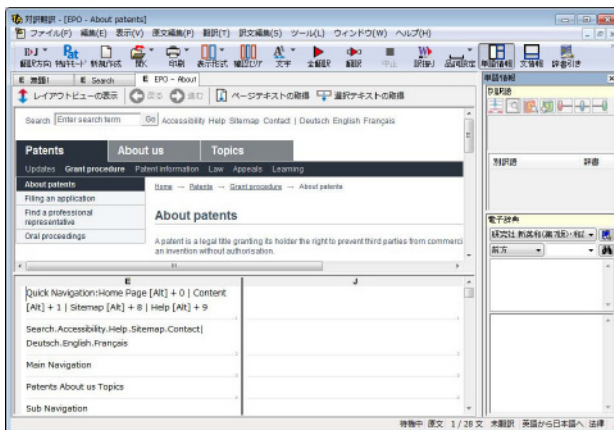 対訳翻訳 - [EPO - About patents]
ファイル(F) 編集(E) 表示(V) 原文編集(P) 翻訳(T) 訳文編集(S) ツール(L) ウィンドウ(W) ヘルプ(H)
翻訳方向 特許モード 新規作成 開く 印刷 表示形式 確認エリア 文字 全翻訳 翻訳 中止 訳振り 品詞設定 単語情報 文情報 辞書引き
E 無題1 E Search E EPO - About
レイアウトビューの表示 戻る 進む ページテキストの取得 選択テキストの取得
Search Enter search term Go Accessibility Help Sitemap Contact | Deutsch English Français
Patents About us Topics
Updates Grant procedure Patent information Law Appeals Learning
About patents
Home → Patents → Grant procedure → About patents
Filing an application
Find a professional
representative
Oral proceedings
About patents
A patent is a legal title granting its holder the right to prevent third parties from commerci
an invention without authorisation.
E J
Quick Navigation:Home Page [Alt] + 0 | Content
[Alt] + 1 | Sitemap [Alt] + 8 | Help [Alt] + 9
Search.Accessibility.Help.Sitemap.Contact|
Deutsch.English.Français
Main Navigation
Patents About us Topics
Sub Navigation
単語情報
別訳語 辞書
電子辞典
前方
待機中 原文 1 / 28 文 未翻訳 英語から日本語へ 法律